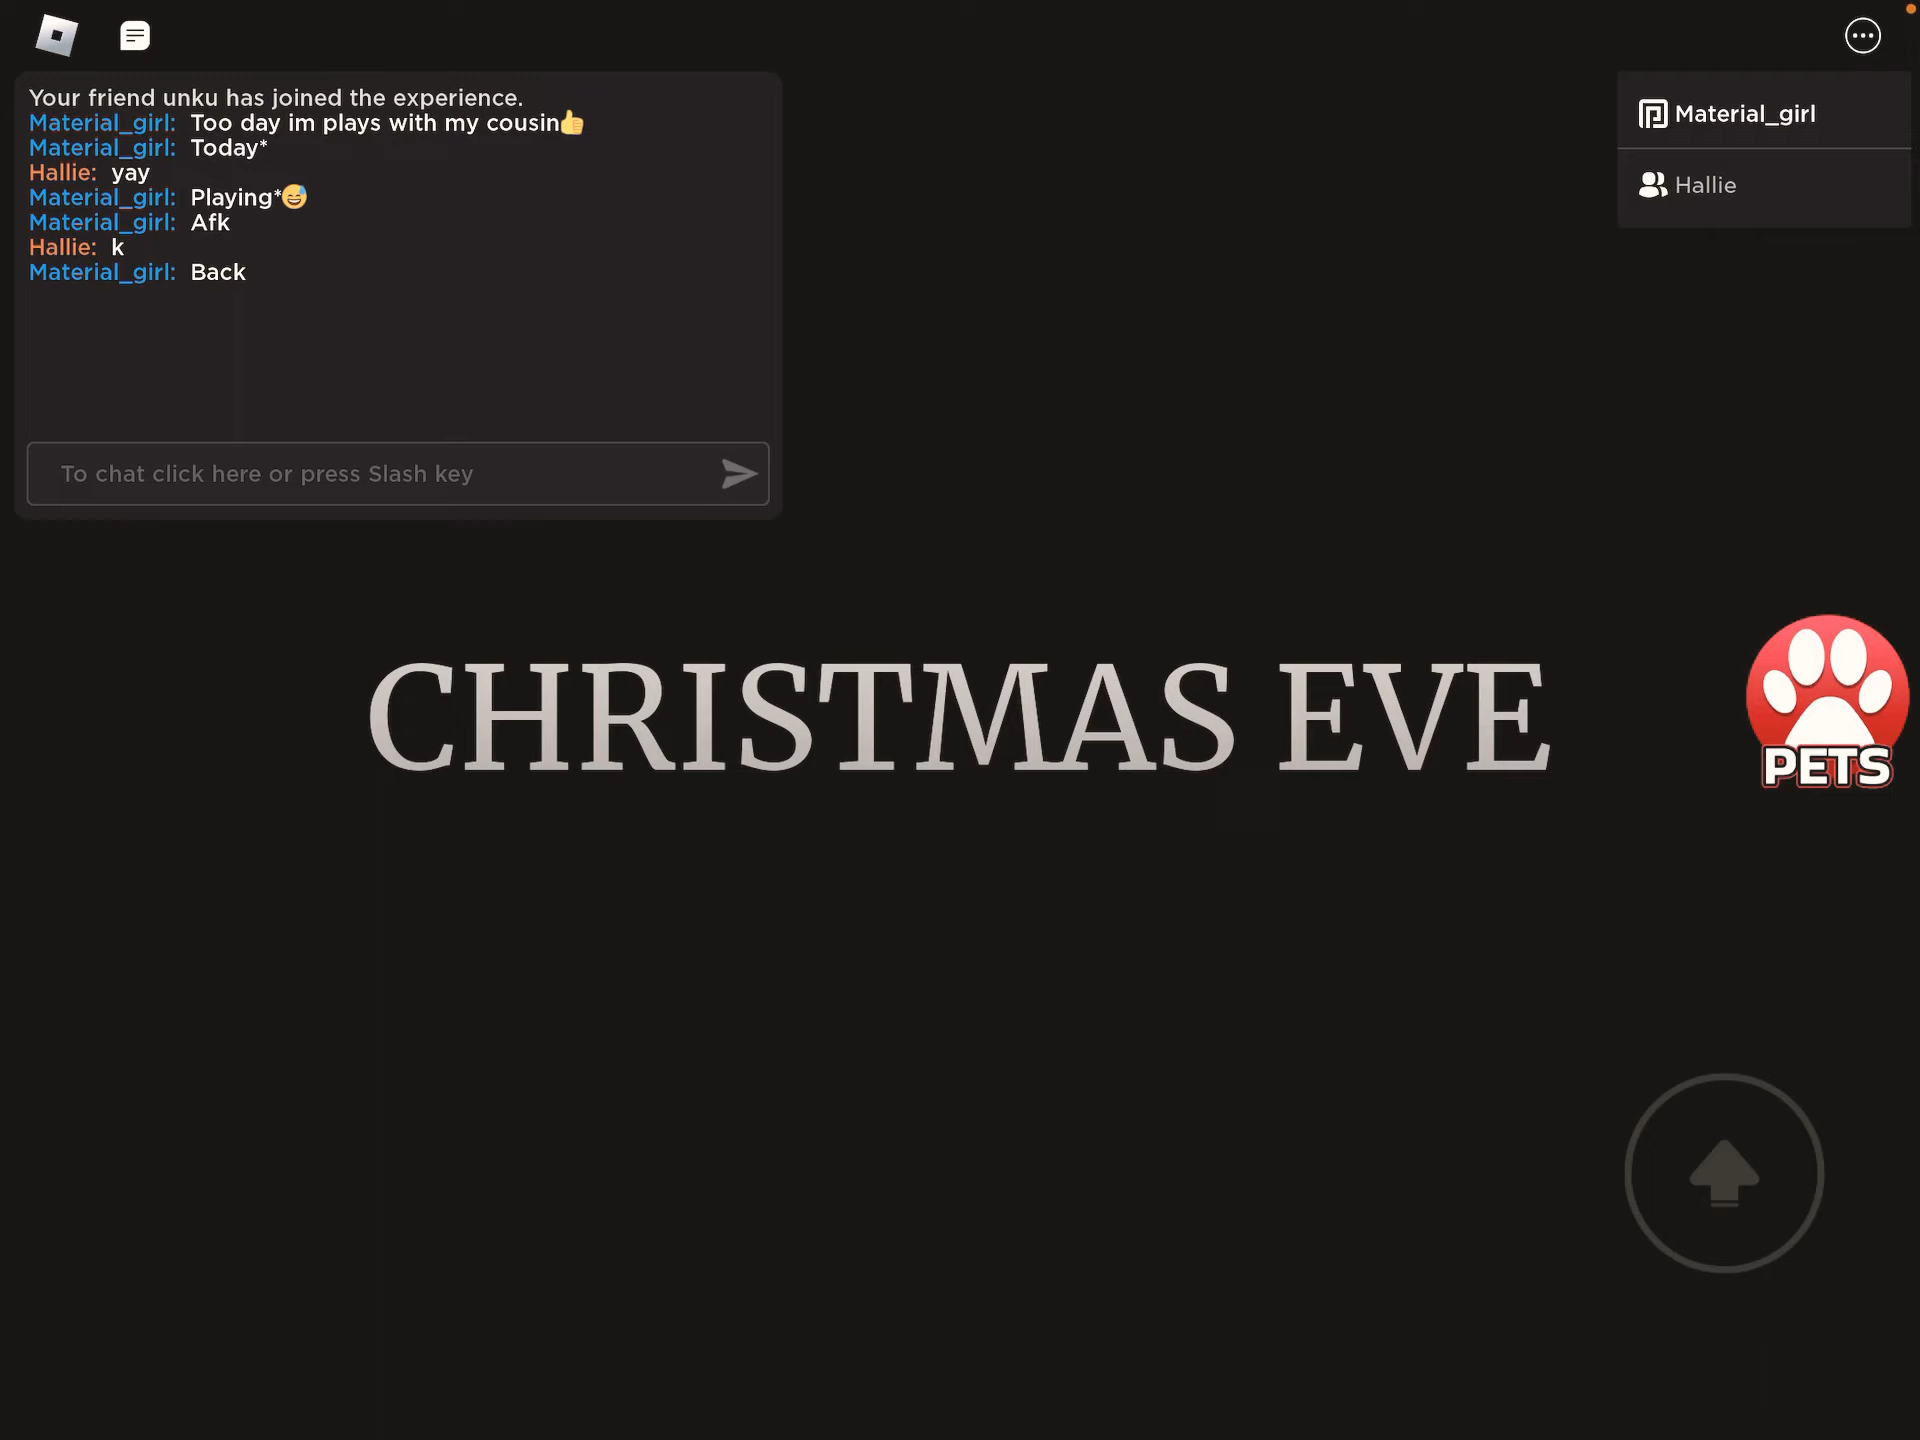 Your friend unku has joined the experience.
Material_girl: Too day im plays with my cousin👍
Material_girl: Today*
Hallie: yay
Material_girl: Playing*😅
Material_girl: Afk
Hallie: k
Material_girl: Back
To chat click here or press Slash key
Material_girl
Hallie
CHRISTMAS EVE
PETS